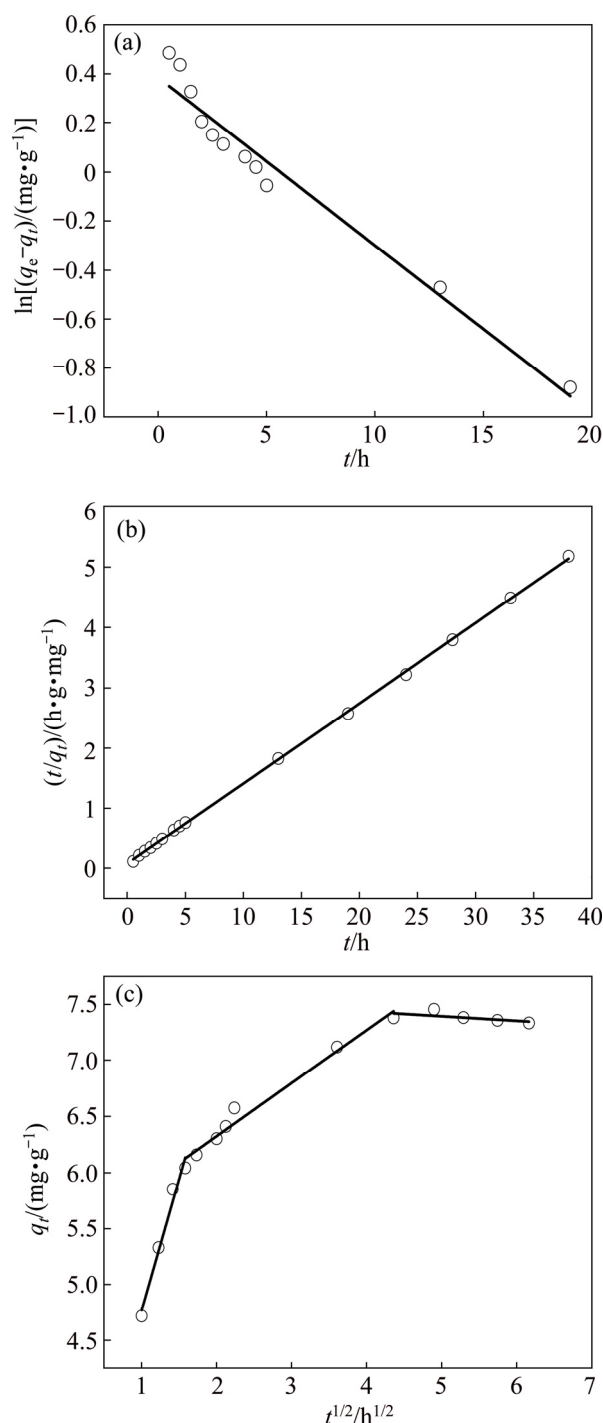 (a)
0.6
0.4
0.2
0
−0.2
−0.4
−0.6
−0.8
−1.0
ln[(qe−qt)/(mg•g−1)]
0 5 10 15 20
t/h
(b)
6
5
4
3
2
1
0
(t/qt)/(h•g•mg−1)
0 5 10 15 20 25 30 35 40
t/h
(c)
7.5
7.0
6.5
6.0
5.5
5.0
4.5
qt/(mg•g−1)
1 2 3 4 5 6 7
t1/2/h1/2